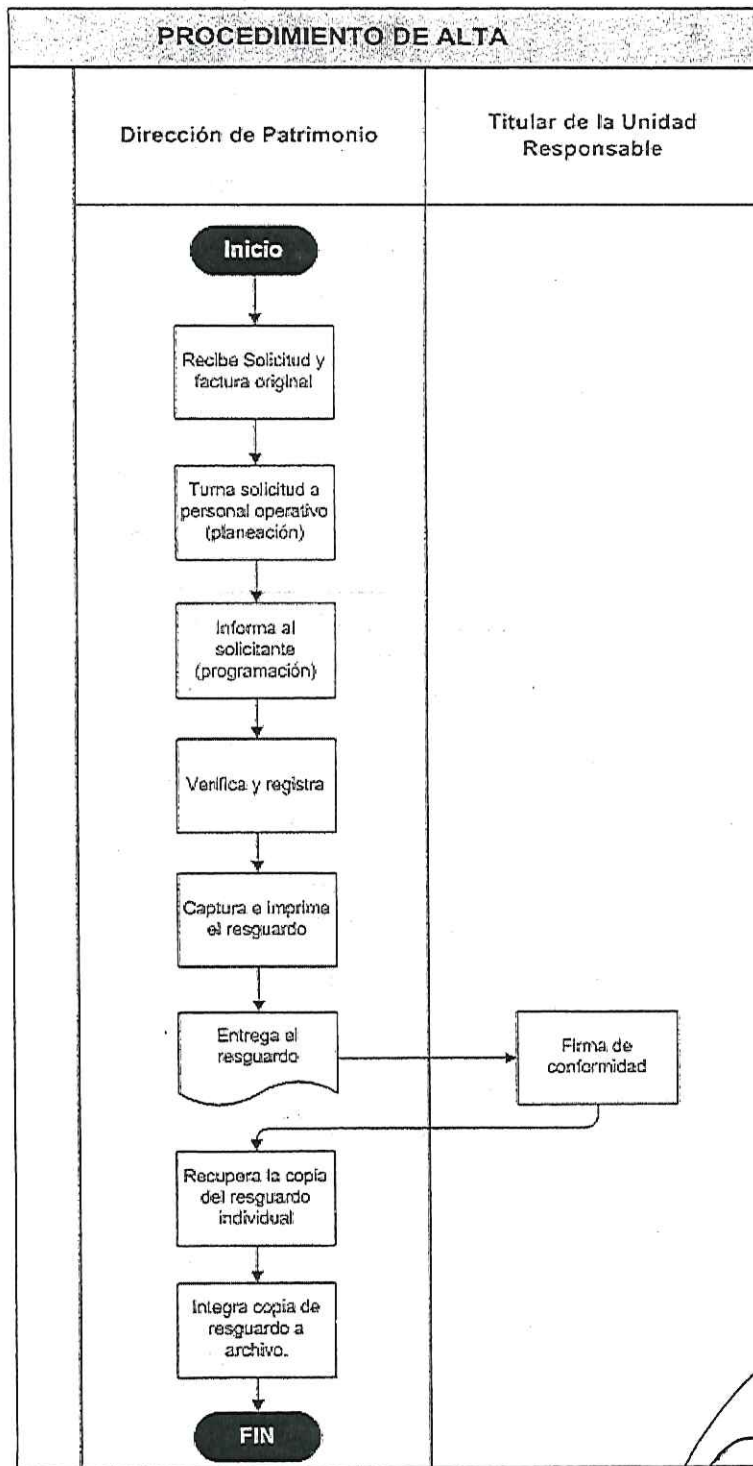 PROCEDIMIENTO DE ALTA
Dirección de Patrimonio
Titular de la Unidad
Responsable
Inicio
Recibe Solicitud y
factura original
Turna solicitud a
personal operativo
(planeación)
Informa al
solicitante
(programación)
Verifica y registra
Captura e imprime
el resguardo
Entrega el
resguardo
Firma de
conformidad
Recupera la copia
del resguardo
individual
Integra copia de
resguardo a
archivo.
FIN